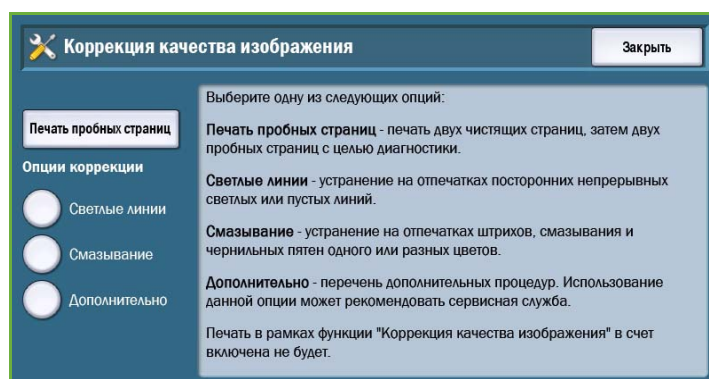 Коррекция качества изображения
Закрыть
Печать пробных страниц
Опции коррекции
Светлые линии
Смазывание
Дополнительно
Выберите одну из следующих опций:
Печать пробных страниц - печать двух чистящих страниц, затем двух
пробных страниц с целью диагностики.
Светлые линии - устранение на отпечатках посторонних непрерывных
светлых или пустых линий.
Смазывание - устранение на отпечатках штрихов, смазывания и
чернильных пятен одного или разных цветов.
Дополнительно - перечень дополнительных процедур. Использование
данной опции может рекомендовать сервисная служба.
Печать в рамках функции "Коррекция качества изображения" в счет
включена не будет.